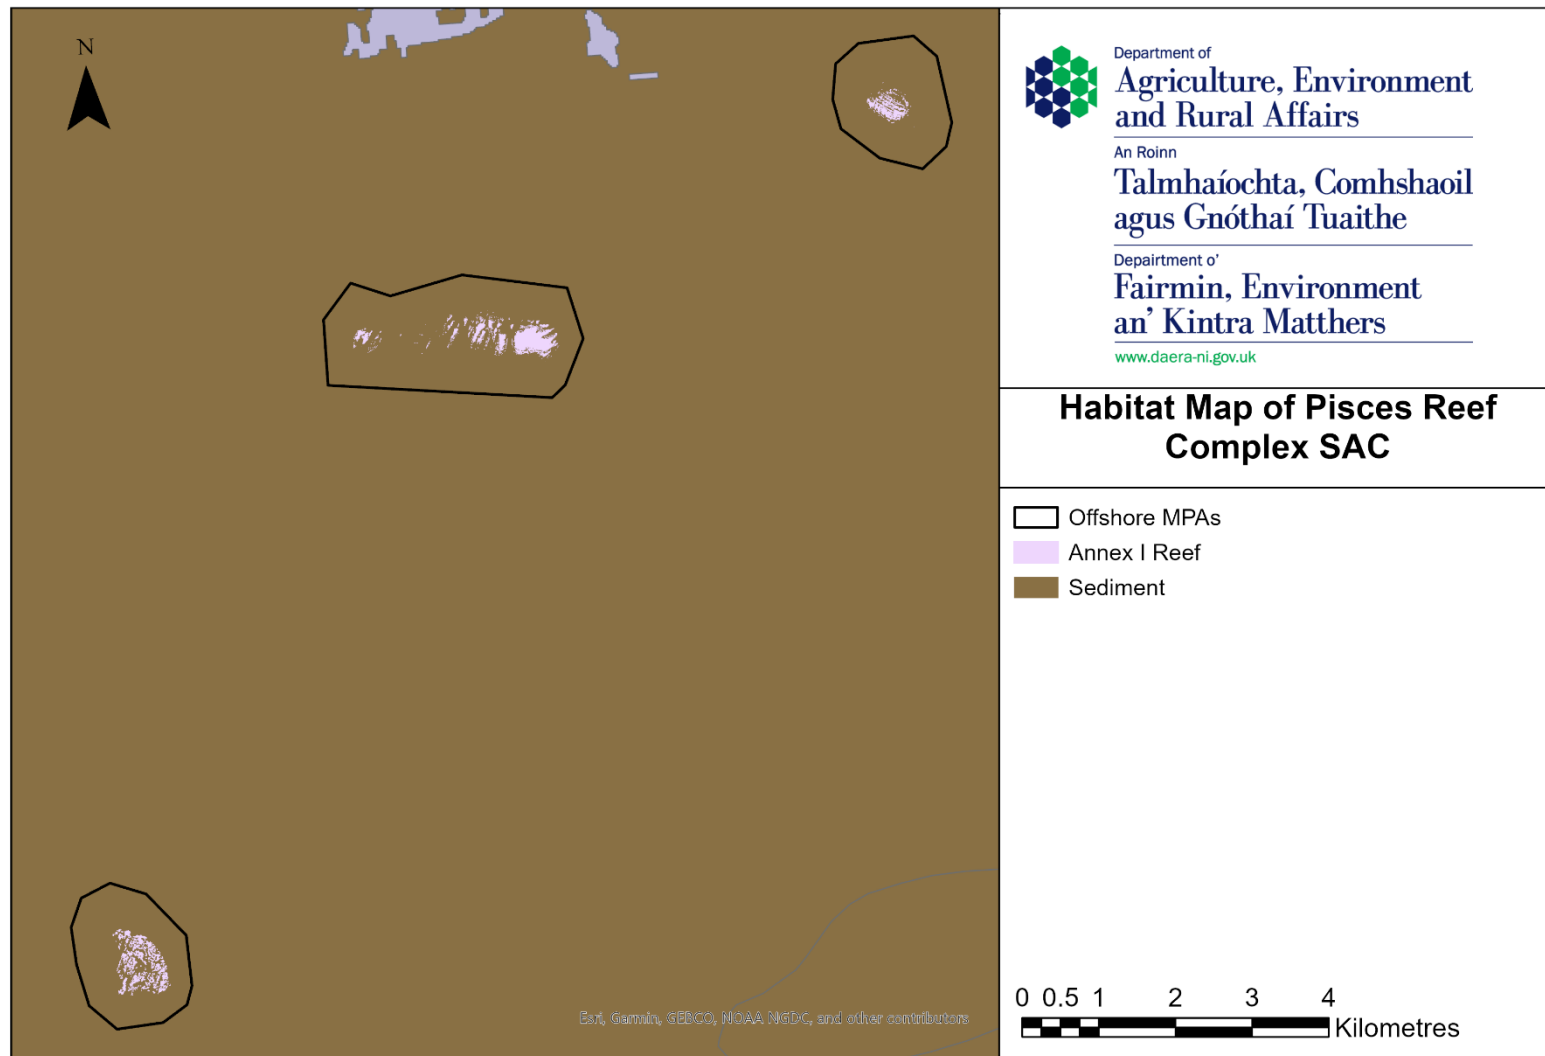 N
Department of
Agriculture, Environment
and Rural Affairs
An Roinn
Talmhaíochta, Comhshaoil
agus Gnóthaí Tuaithe
Depairtment o'
Fairmin, Environment
an' Kintra Matthers
www.daera-ni.gov.uk
Habitat Map of Pisces Reef
Complex SAC
Offshore MPAs
Annex I Reef
Sediment
0 0.5 1 2 3 4
Kilometres
Esri, Garmin, GEBCO, NOAA NGDC, and other contributors